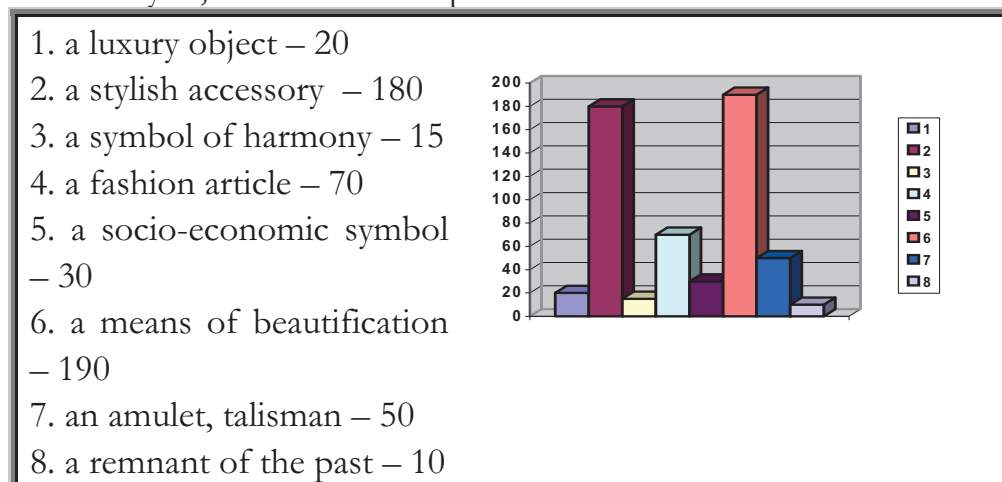 1. a luxury object – 20
2. a stylish accessory – 180
3. a symbol of harmony – 15
4. a fashion article – 70
5. a socio-economic symbol
– 30
6. a means of beautification
– 190
7. an amulet, talisman – 50
8. a remnant of the past – 10
200
180
160
140
120
100
80
60
40
20
0
1
2
3
4
5
6
7
8